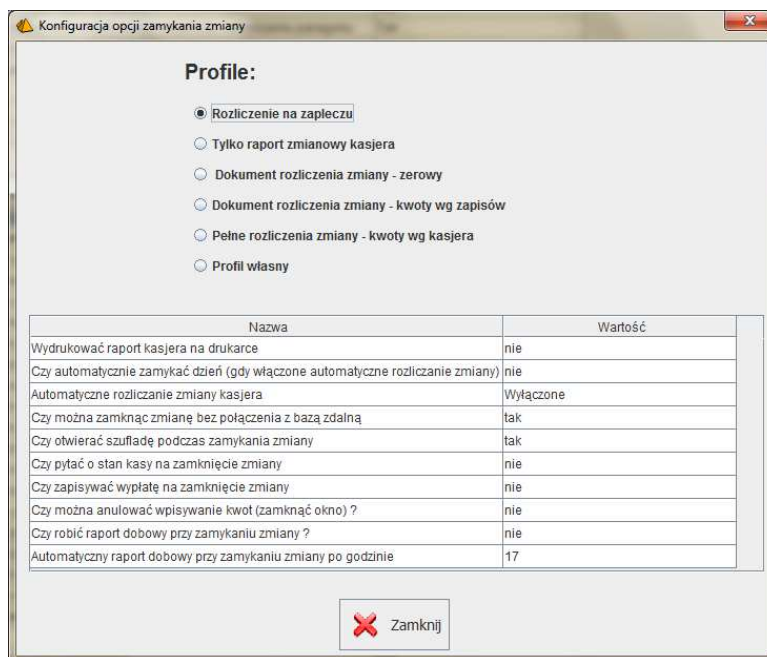 Konfiguracja opcji zamykania zmiany
Profile:
Rozliczenie na zapleczu
Tylko raport zmianowy kasjera
Dokument rozliczenia zmiany - zerowy
Dokument rozliczenia zmiany - kwoty wg zapisów
Pełne rozliczenia zmiany - kwoty wg kasjera
Profil własny
Nazwa Wartość
Wydrukować raport kasjera na drukarce nie
Czy automatycznie zamykać dzień (gdy włączone automatyczne rozliczanie zmiany) nie
Automatyczne rozliczanie zmiany kasjera Wyłączone
Czy można zamknąc zmianę bez połączenia z bazą zdalną tak
Czy otwierać szufladę podczas zamykania zmiany tak
Czy pytać o stan kasy na zamknięcie zmiany nie
Czy zapisywać wypłatę na zamknięcie zmiany nie
Czy można anulować wpisywanie kwot (zamknąć okno) ? nie
Czy robić raport dobowy przy zamykaniu zmiany ? nie
Automatyczny raport dobowy przy zamykaniu zmiany po godzinie 17
Zamknij